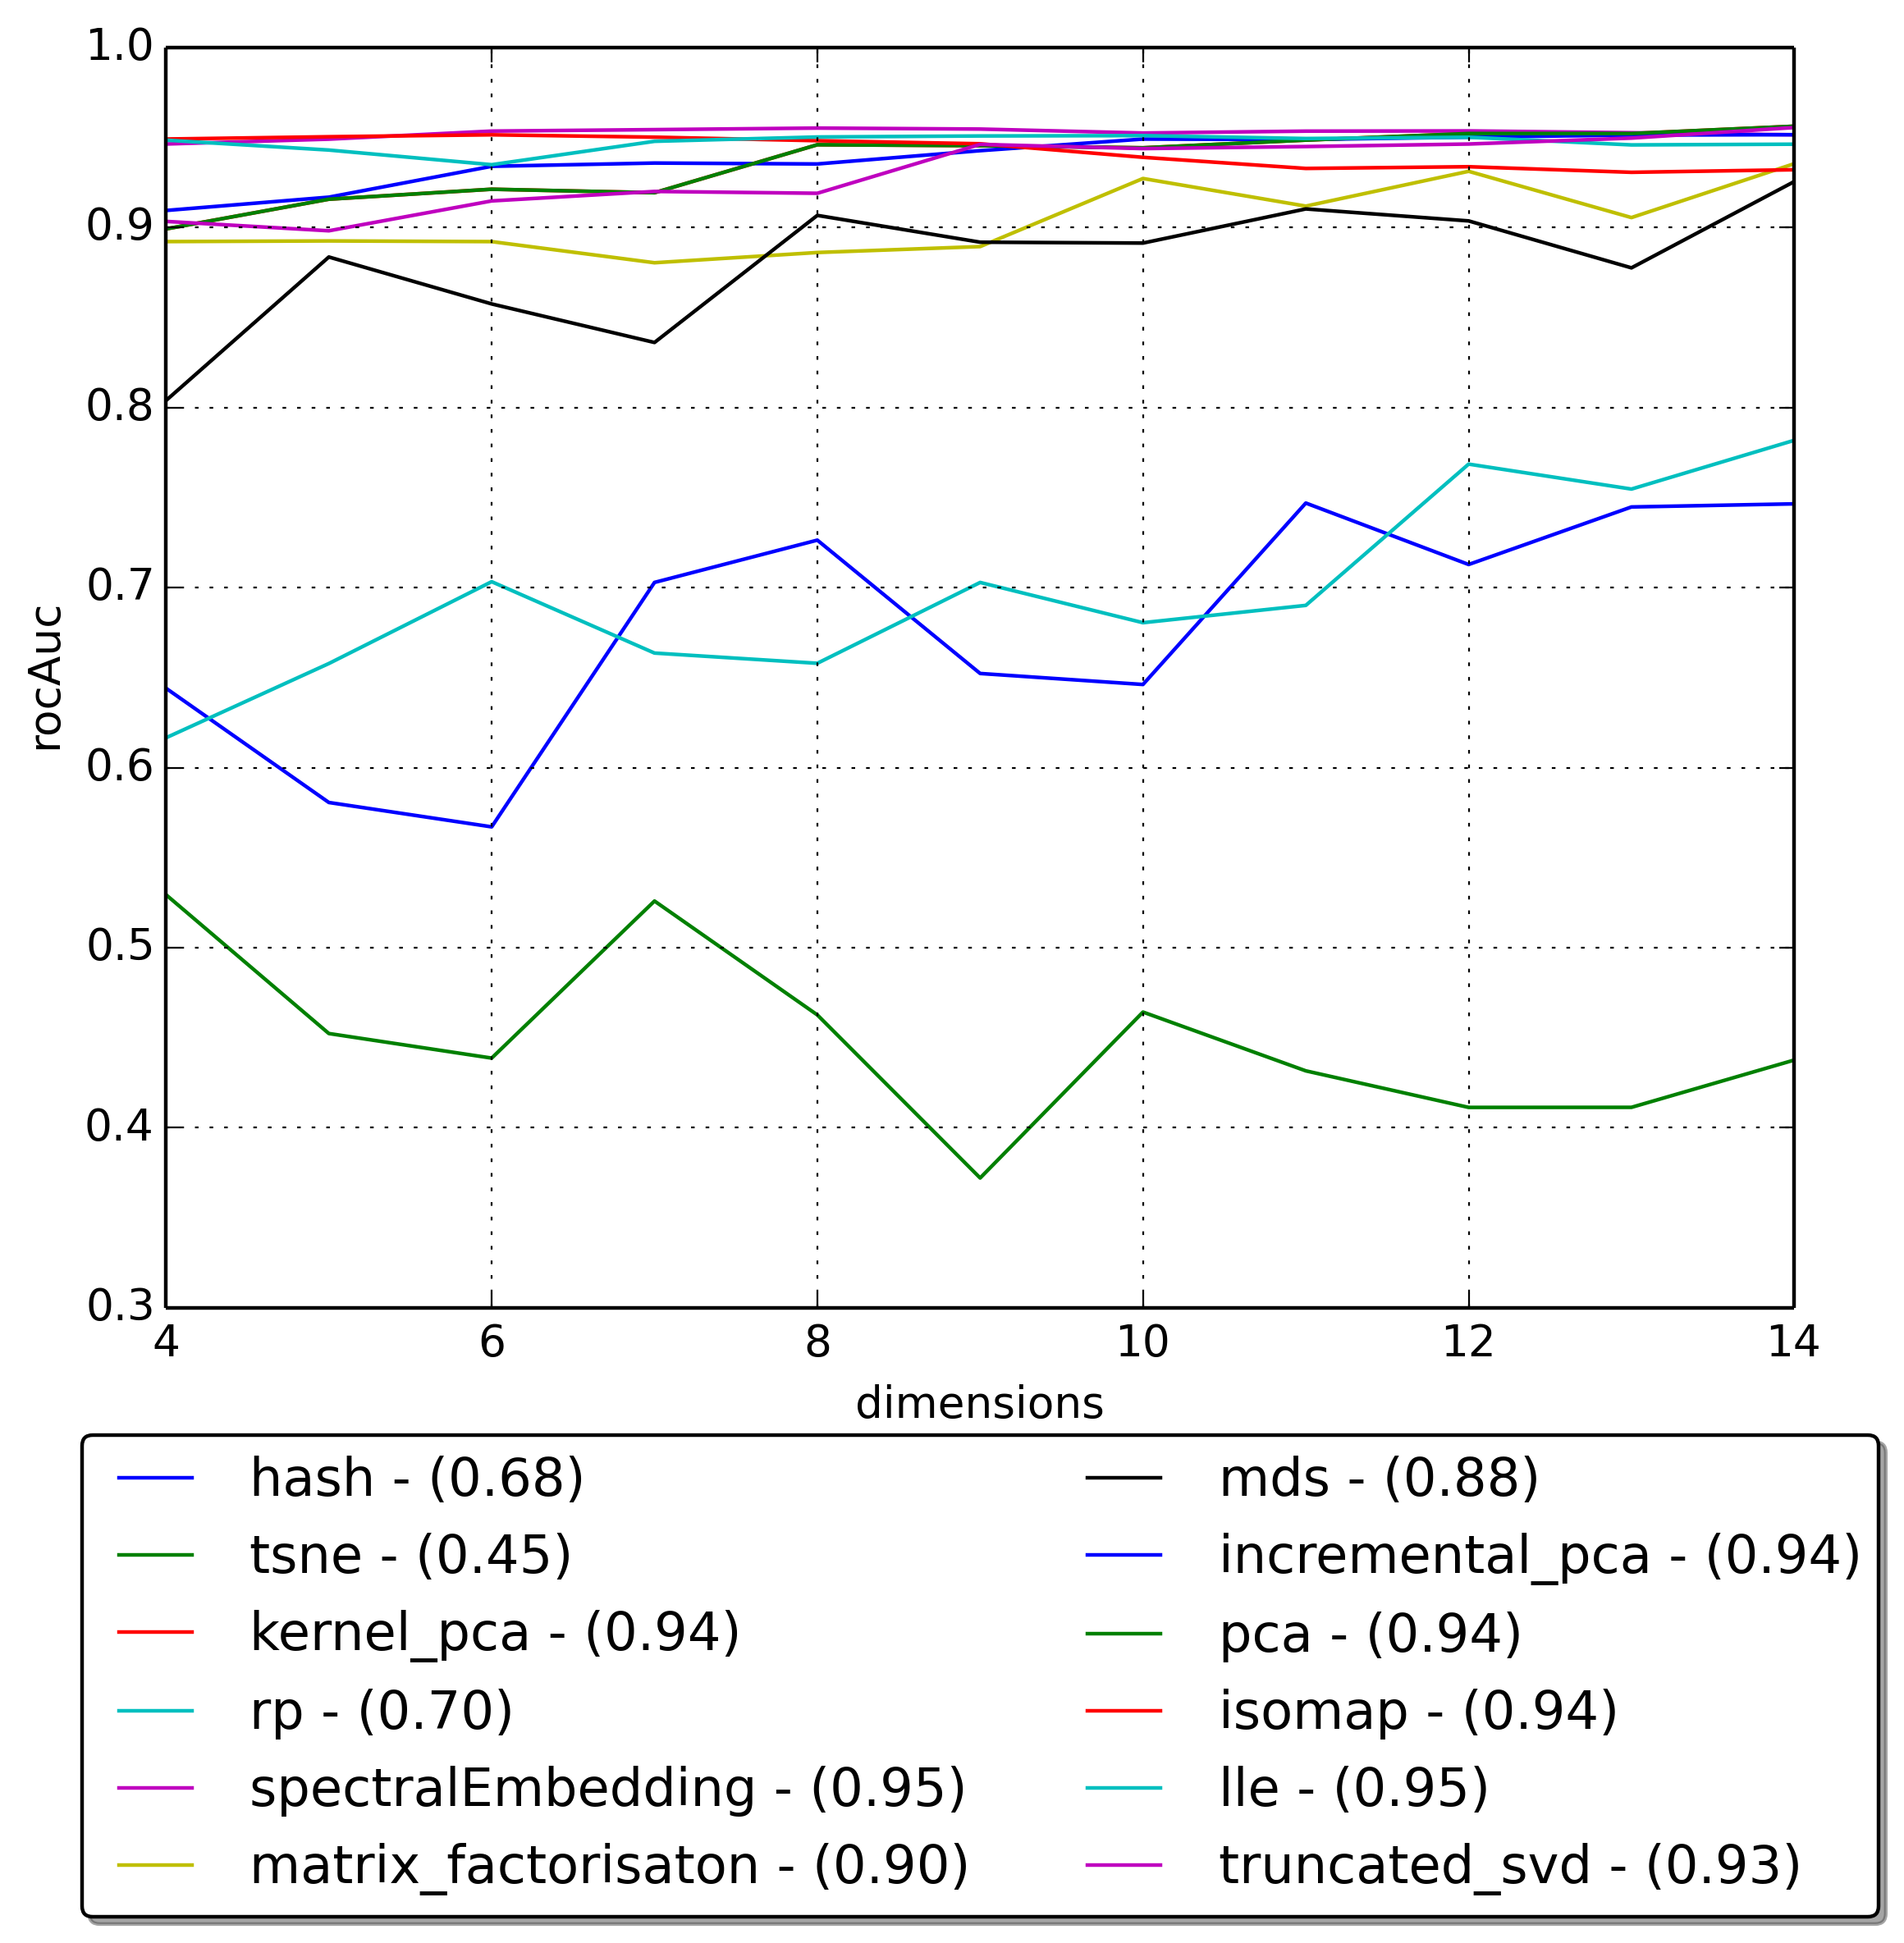 1.0
0.9
0.8
0.7
0.6
0.5
0.4
0.3
rocAuc
4 6 8 10 12 14
dimensions
hash - (0.68)
tsne - (0.45)
kernel_pca - (0.94)
rp - (0.70)
spectralEmbedding - (0.95)
matrix_factorisaton - (0.90)
mds - (0.88)
incremental_pca - (0.94)
pca - (0.94)
isomap - (0.94)
lle - (0.95)
truncated_svd - (0.93)